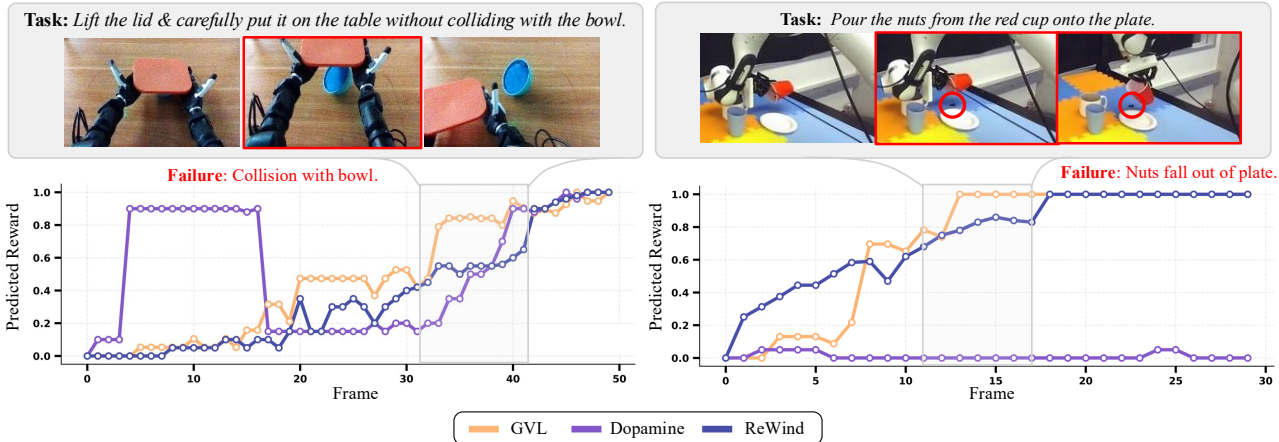 Task: Lift the lid & carefully put it on the table without colliding with the bowl.
Failure: Collision with bowl.
Predicted Reward
1.0
0.8
0.6
0.4
0.2
0.0
0
10
20
30
40
50
Frame
Task: Pour the nuts from the red cup onto the plate.
Failure: Nuts fall out of plate.
Predicted Reward
1.0
0.8
0.6
0.4
0.2
0.0
0
5
10
15
20
25
30
Frame
GVL
Dopamine
ReWind